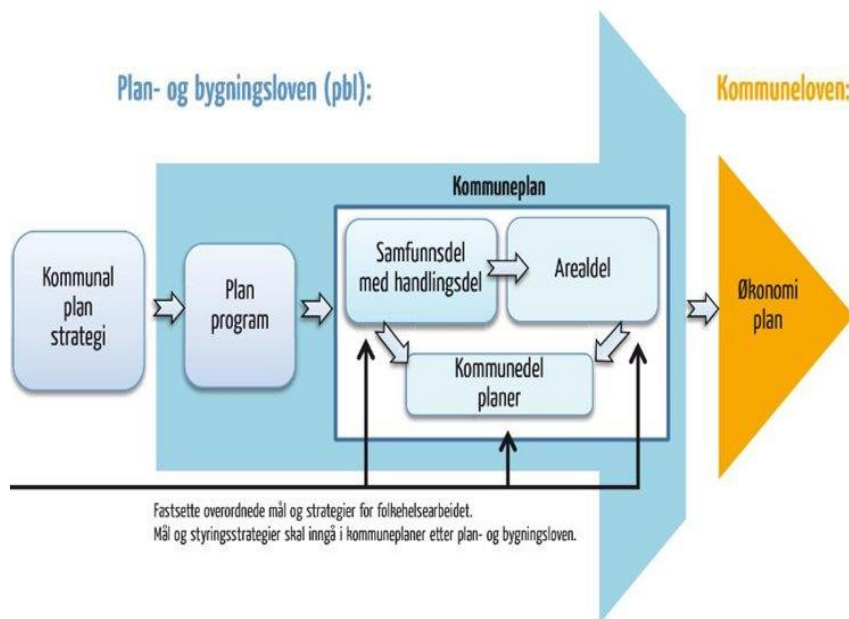 Plan- og bygningsloven (pbl):
Kommuneloven:
Kommuneplan
Kommunal
plan
strategi
Plan
program
Samfunnsdel
med handlingsdel
Arealdel
Kommunedel
planer
Økonomi
plan
Fastsette overordnede mål og strategier for folkehelsearbeidet.
Mål og styringsstrategier skal inngå i kommuneplaner etter plan- og bygningsloven.